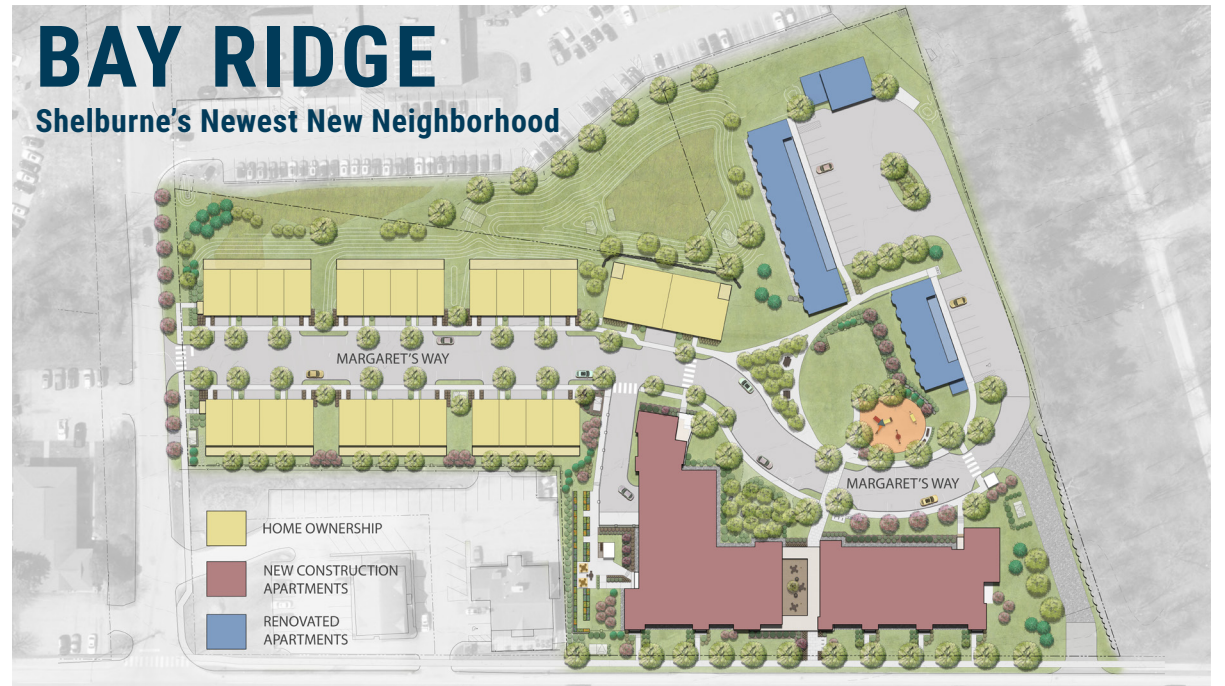 BAY RIDGE
Shelburne's Newest New Neighborhood
MARGARET'S WAY
MARGARET'S WAY
HOME OWNERSHIP
NEW CONSTRUCTION
APARTMENTS
RENOVATED
APARTMENTS